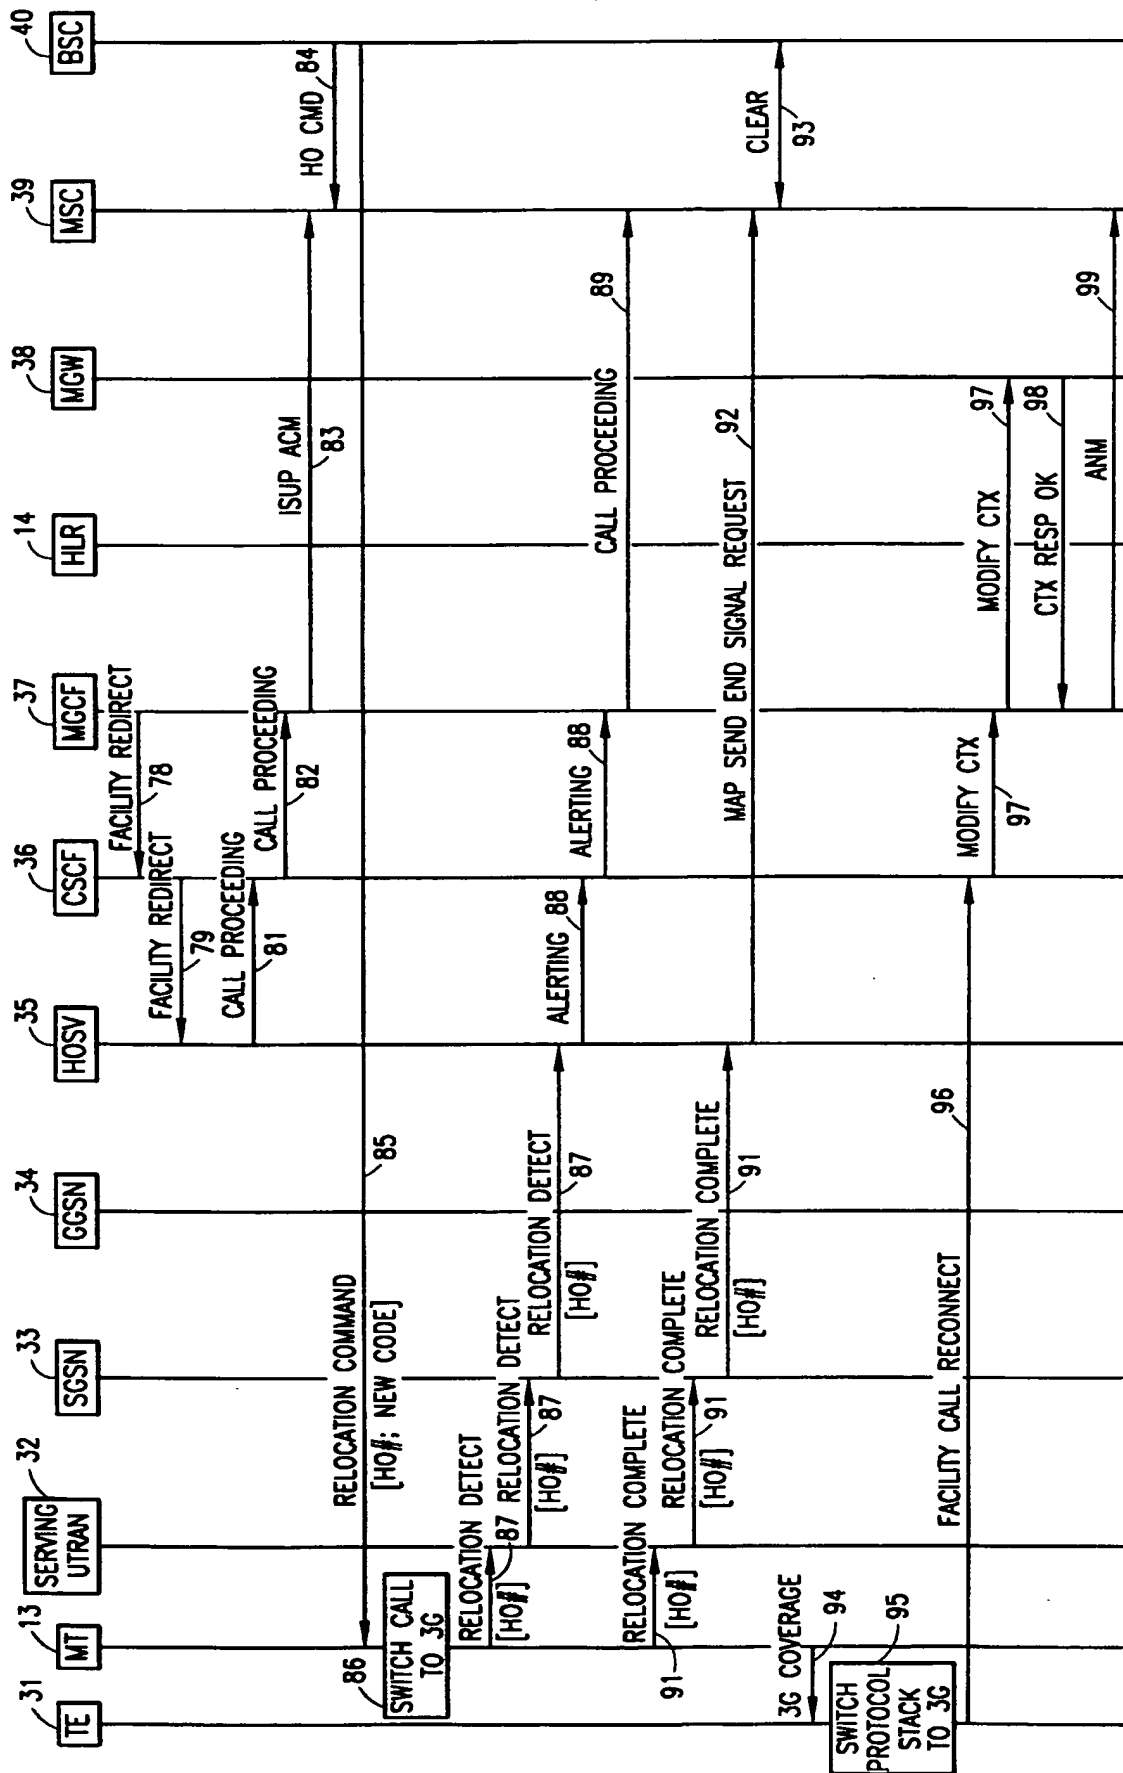 31
TE
13
MT
32
SERVING
UTRAN
33
SGSN
34
GGSN
35
HOSV
36
CSCF
37
MGCF
14
HLR
38
MGW
39
MSC
40
BSC
FACILITY REDIRECT
78
FACILITY REDIRECT
79
CALL PROCEEDING
81
CALL PROCEEDING
82
ISUP ACM
83
HO CMD
84
RELOCATION COMMAND
[HO#; NEW CODE]
85
86
SWITCH CALL
TO 3G
RELOCATION DETECT
87
[HO#]
RELOCATION DETECT
87
[HO#]
RELOCATION DETECT
87
[HO#]
ALERTING 88
ALERTING 88
CALL PROCEEDING
89
RELOCATION COMPLETE
91
[HO#]
RELOCATION COMPLETE
91
[HO#]
RELOCATION COMPLETE
91
[HO#]
MAP SEND END SIGNAL REQUEST
92
CLEAR
93
3G COVERAGE
94
SWITCH
PROTOCOL
STACK
TO 3G
95
FACILITY CALL RECONNECT
96
MODIFY CTX
97
MODIFY CTX
97
CTX RESP OK
98
ANM
99